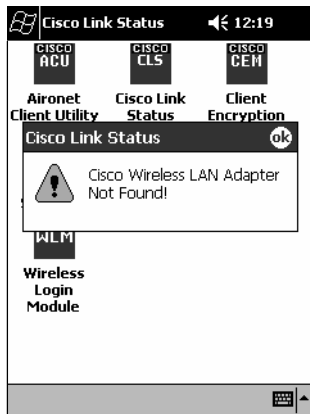 Cisco Link Status 12:19
CISCO CISCO CISCO
ACU CLS CEM
Aironet Cisco Link Client
Client Utility Status Encryption
Cisco Link Status ok
Cisco Wireless LAN Adapter
Not Found!
WLM
Wireless
Login
Module